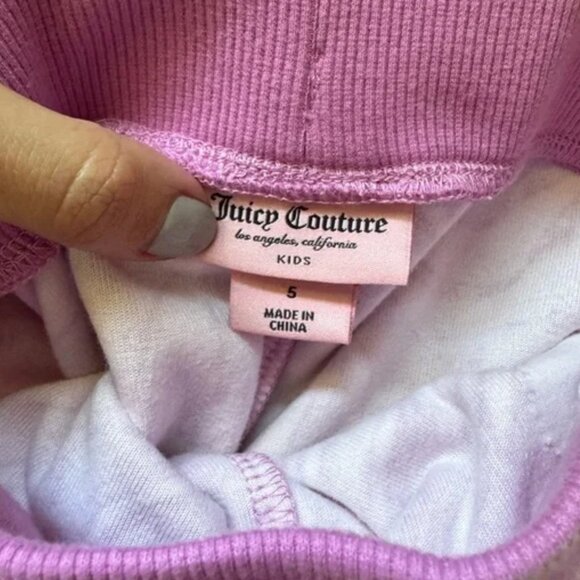 Juicy Couture
los angeles, california
KIDS
5
MADE IN
CHINA